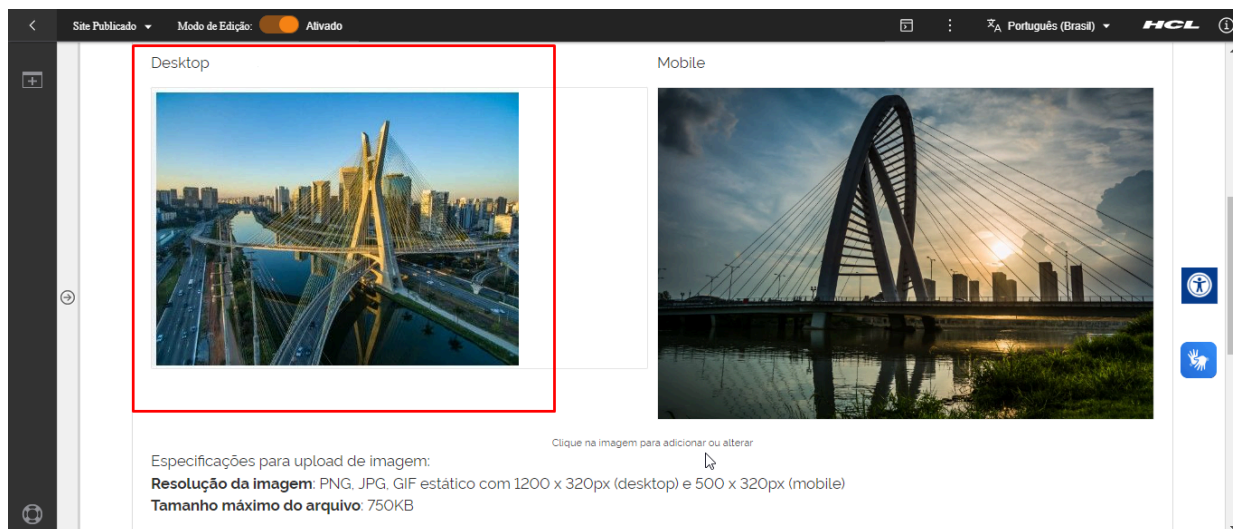 Site Publicado
Modo de Edição:
Ativado
Português (Brasil)
HCL
Desktop
Mobile
Clique na imagem para adicionar ou alterar
Especificações para upload de imagem:
Resolução da imagem: PNG, JPG, GIF estático com 1200 x 320px (desktop) e 500 x 320px (mobile)
Tamanho máximo do arquivo: 750KB